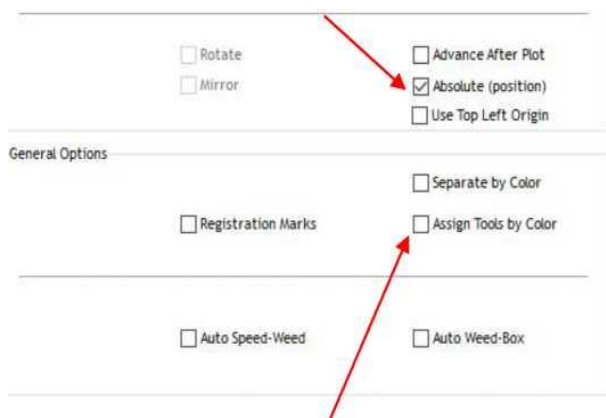 Rotate
Advance After Plot
Mirror
Absolute (position)
Use Top Left Origin
General Options
Separate by Color
Registration Marks
Assign Tools by Color
Auto Speed-Weed
Auto Weed-Box